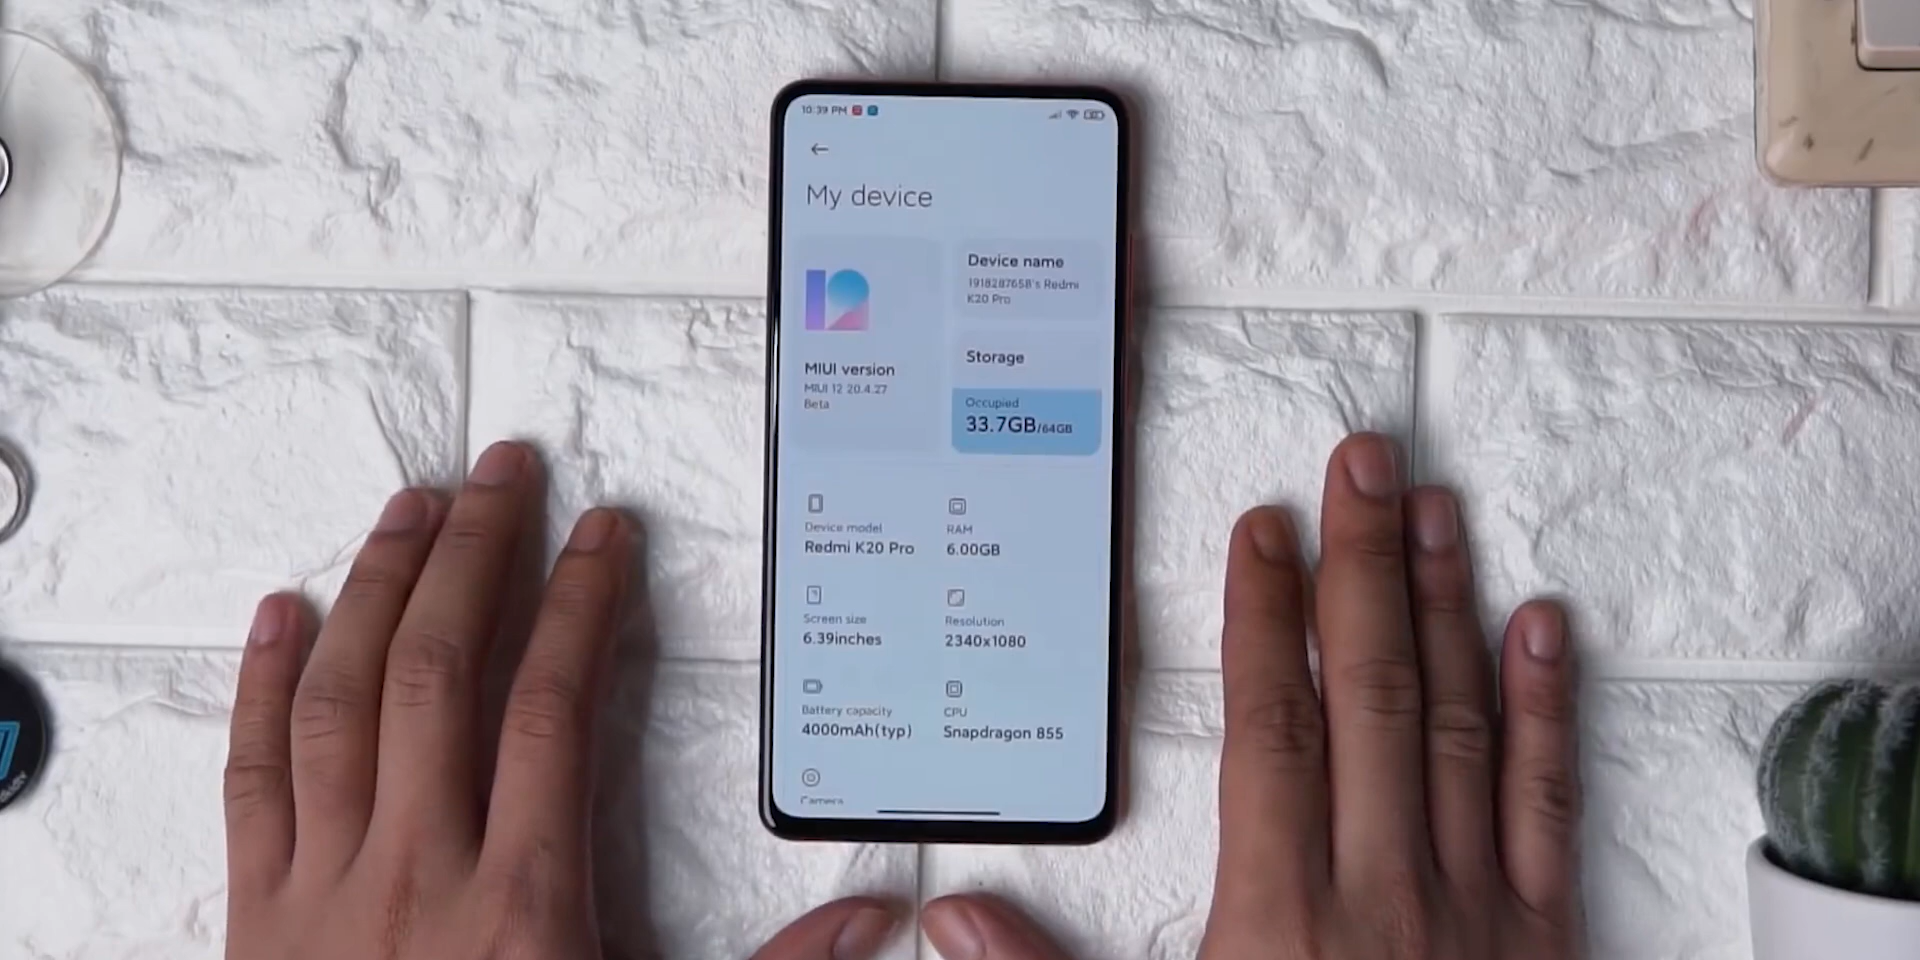 10:39 PM
My device
MIUI version
MIUI 12 20.4.27
Beta
Device name
1918287658's Redmi
K20 Pro
Storage
Occupied
33.7GB/64GB
Device model
Redmi K20 Pro
RAM
6.00GB
Screen size
6.39inches
Resolution
2340x1080
Battery capacity
4000mAh(typ)
CPU
Snapdragon 855
Camera